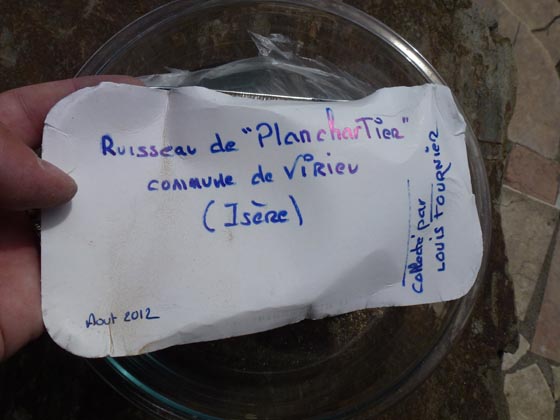 Ruisseau de "PlancharTier"
commune de Virieu
(Isère)
Collecté par
Louis Fournier
Aout 2012